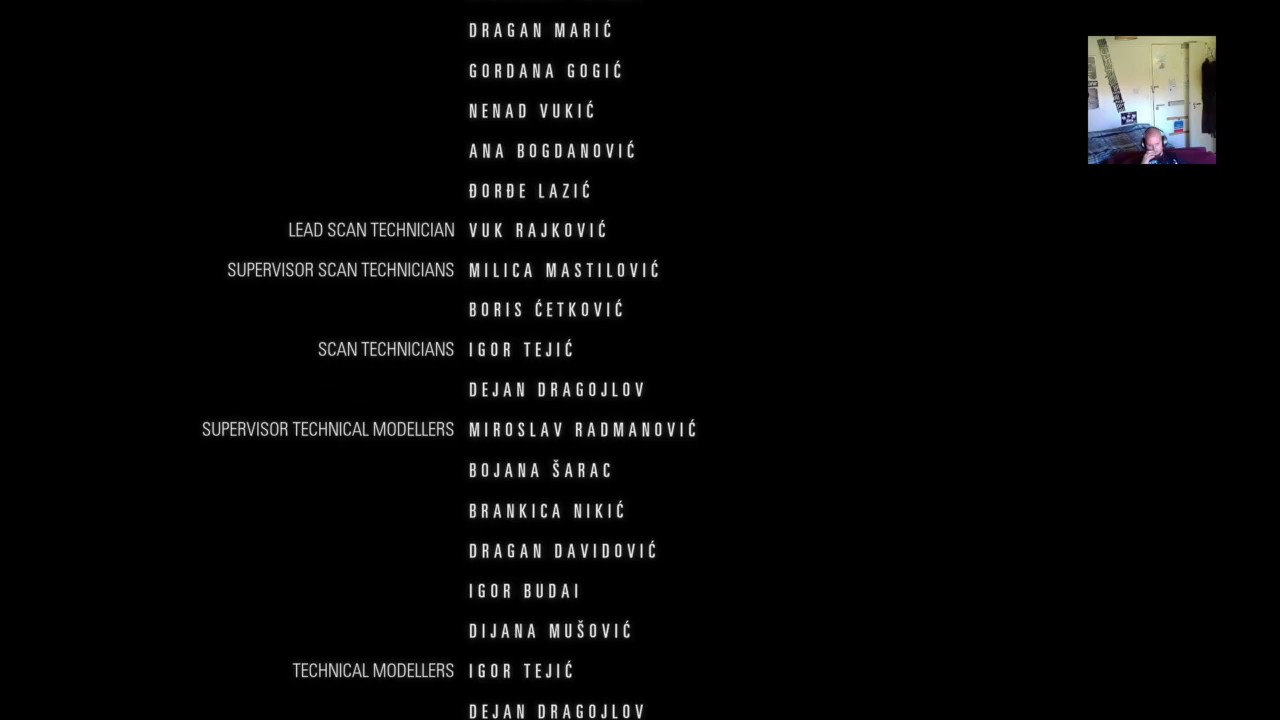 DRAGAN MARIĆ
GORDANA GOGIĆ
NENAD VUKIĆ
ANA BOGDANOVIĆ
ĐORĐE LAZIĆ
LEAD SCAN TECHNICIAN VUK RAJKOVIĆ
SUPERVISOR SCAN TECHNICIANS MILICA MASTILOVIĆ
BORIS ĆETKOVIĆ
SCAN TECHNICIANS IGOR TEJIĆ
DEJAN DRAGOJLOV
SUPERVISOR TECHNICAL MODELLERS MIROSLAV RADMANOVIĆ
BOJANA ŠARAC
BRANKICA NIKIĆ
DRAGAN DAVIDOVIĆ
IGOR BUDAI
DIJANA MUŠOVIĆ
TECHNICAL MODELLERS IGOR TEJIĆ
DEJAN DRAGOJLOV